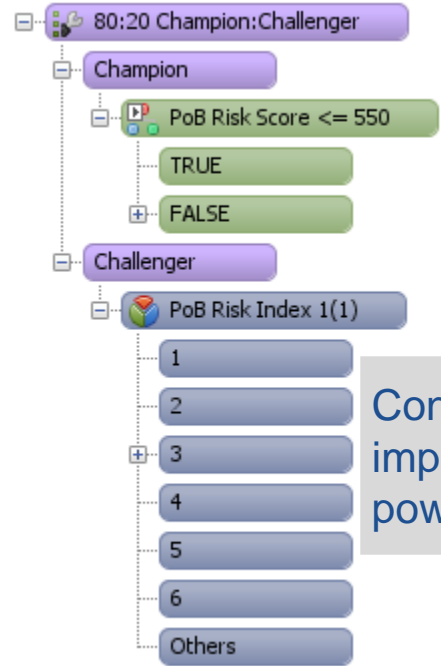 80:20 Champion:Challenger
Champion
PoB Risk Score <= 550
TRUE
FALSE
Challenger
PoB Risk Index 1(1)
1
2
3
4
5
6
Others